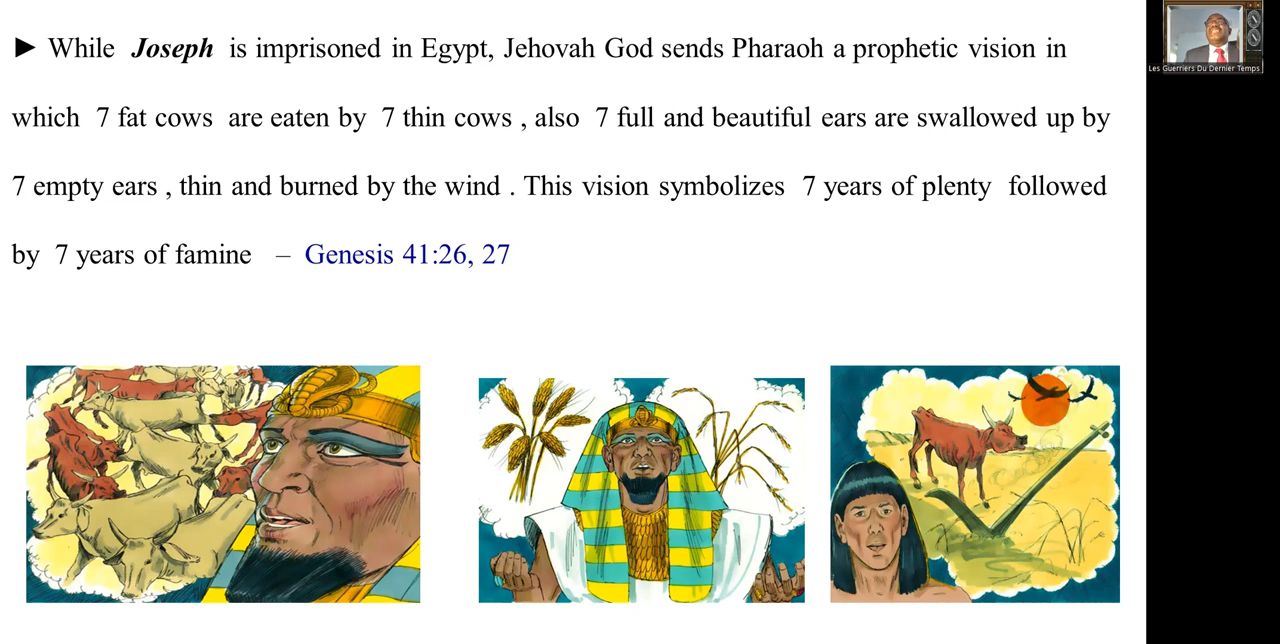 ► While Joseph is imprisoned in Egypt, Jehovah God sends Pharaoh a prophetic vision in
which 7 fat cows are eaten by 7 thin cows , also 7 full and beautiful ears are swallowed up by
7 empty ears , thin and burned by the wind . This vision symbolizes 7 years of plenty followed
by 7 years of famine – Genesis 41:26, 27
Les Guerriers Du Dernier Temps